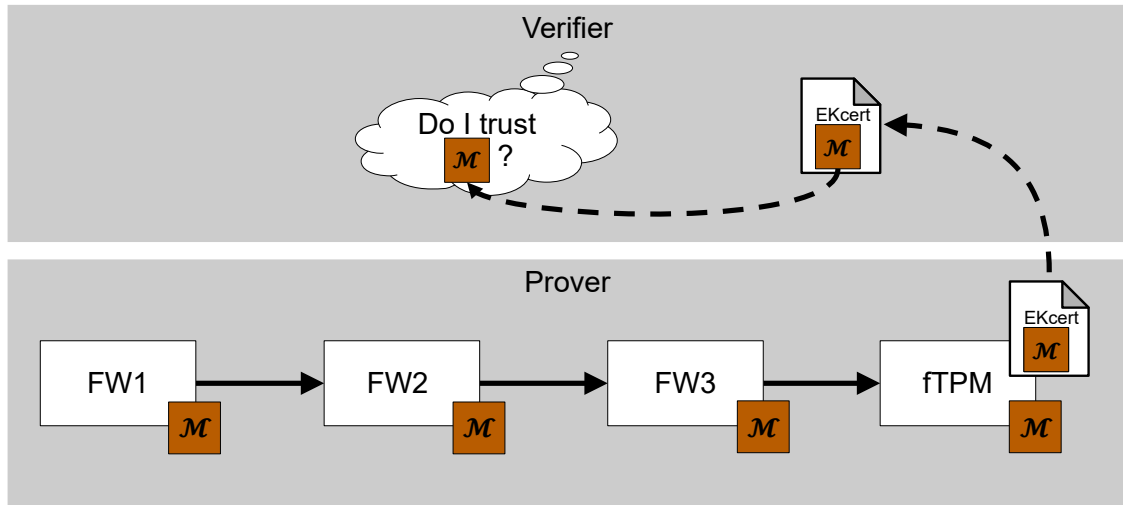 Verifier
Do I trust
ℳ ?
EKcert
ℳ
Prover
EKcert
ℳ
FW1
FW2
FW3
fTPM
ℳ
ℳ
ℳ
ℳ